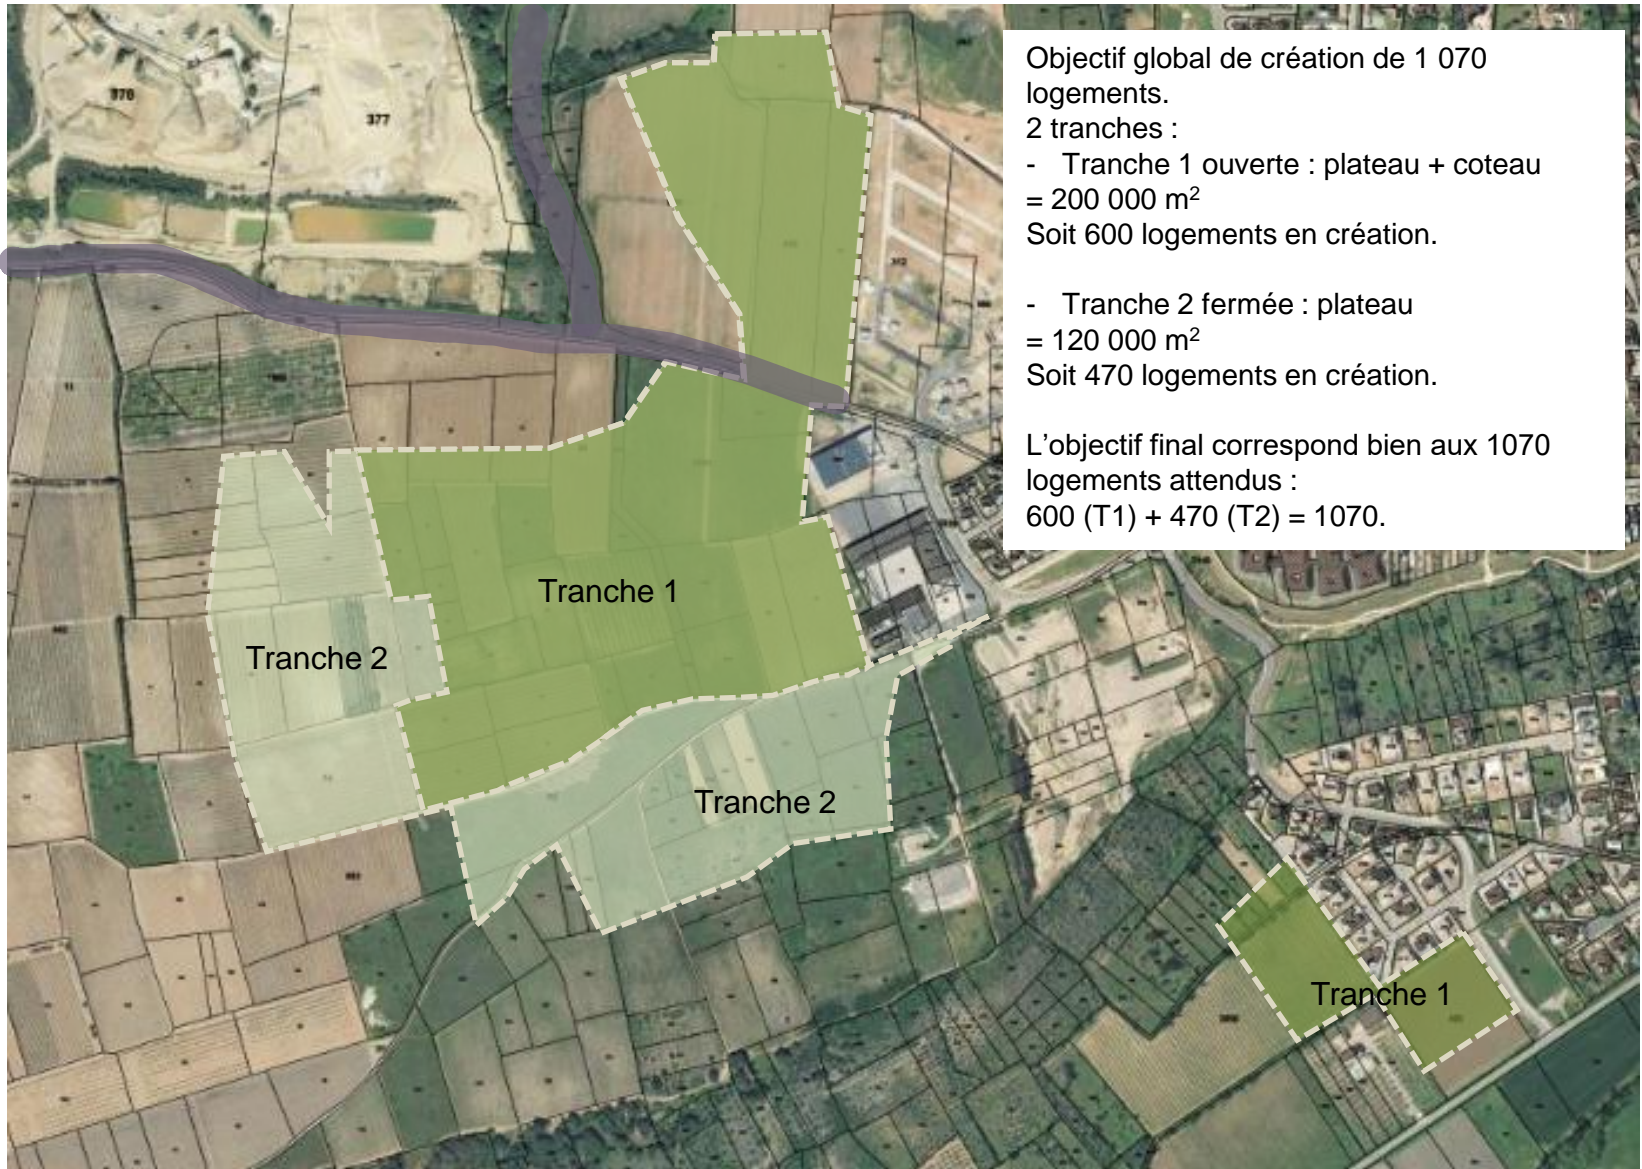 Objectif global de création de 1 070
logements.
2 tranches :
- Tranche 1 ouverte : plateau + coteau
= 200 000 m²
Soit 600 logements en création.
- Tranche 2 fermée : plateau
= 120 000 m²
Soit 470 logements en création.
L’objectif final correspond bien aux 1070
logements attendus :
600 (T1) + 470 (T2) = 1070.
377
Tranche 1
Tranche 2
Tranche 2
Tranche 1